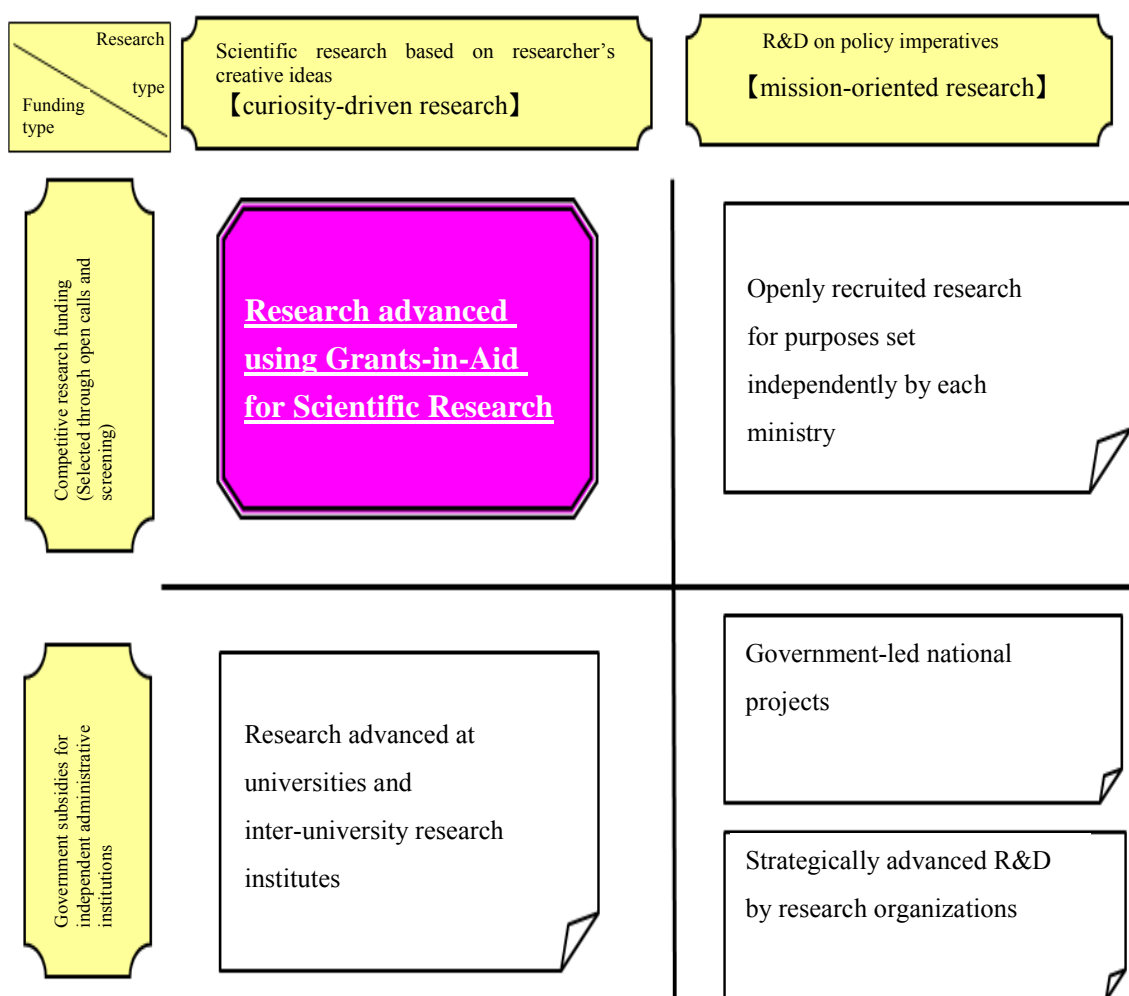 Research
type
Funding
type
Scientific research based on researcher’s
creative ideas
【curiosity-driven research】
R&D on policy imperatives
【mission-oriented research】
Competitive research funding
(Selected through open calls and
screening)
Research advanced
using Grants-in-Aid
for Scientific Research
Openly recruited research
for purposes set
independently by each
ministry
Government subsidies for
independent administrative
institutions
Research advanced at
universities and
inter-university research
institutes
Government-led national
projects
Strategically advanced R&D
by research organizations